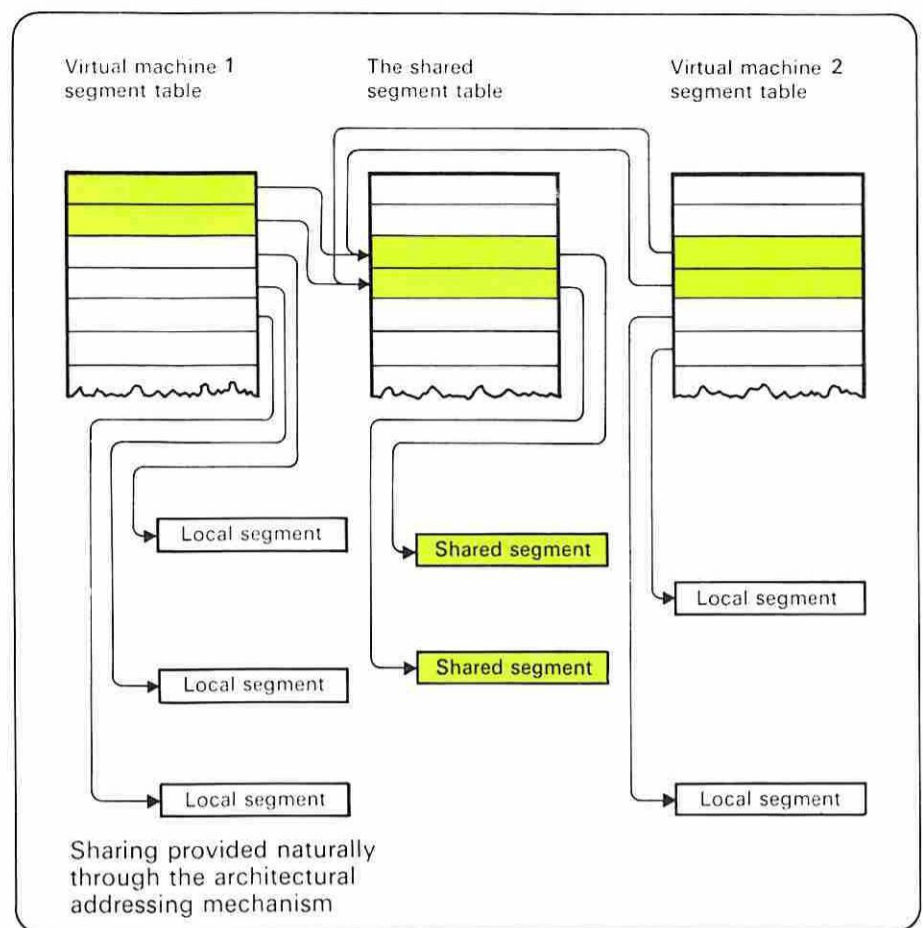 Virtual machine 1
segment table
The shared
segment table
Virtual machine 2
segment table
Local segment
Shared segment
Local segment
Shared segment
Local segment
Local segment
Local segment
Sharing provided naturally
through the architectural
addressing mechanism